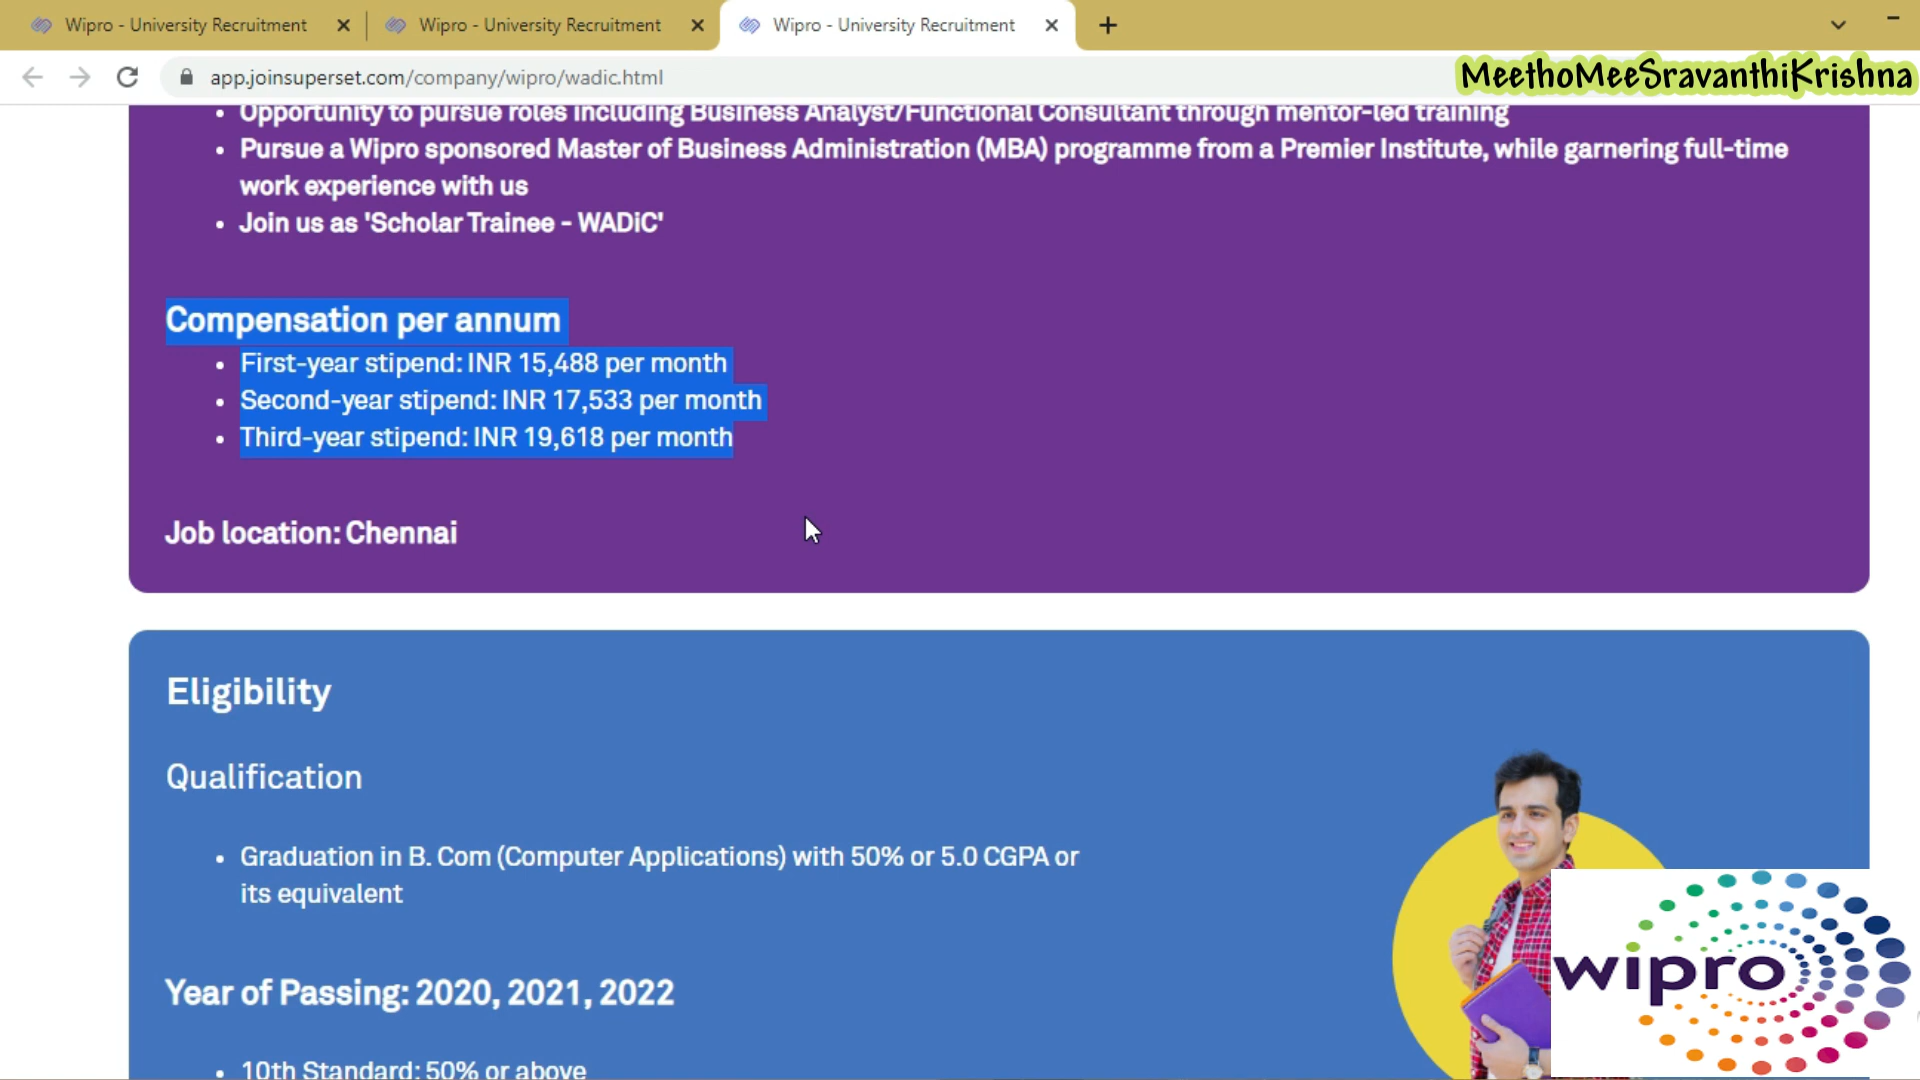 Wipro - University Recruitment
Wipro - University Recruitment
Wipro - University Recruitment
app.joinsuperset.com/company/wipro/wadic.html
MeethoMeeSravanthiKrishna
• Opportunity to pursue roles including Business Analyst/Functional Consultant through mentor-led training
• Pursue a Wipro sponsored Master of Business Administration (MBA) programme from a Premier Institute, while garnering full-time
work experience with us
• Join us as 'Scholar Trainee - WADiC'
Compensation per annum
• First-year stipend: INR 15,488 per month
• Second-year stipend: INR 17,533 per month
• Third-year stipend: INR 19,618 per month
Job location: Chennai
Eligibility
Qualification
• Graduation in B. Com (Computer Applications) with 50% or 5.0 CGPA or
its equivalent
Year of Passing: 2020, 2021, 2022
• 10th Standard: 50% or above
wipro